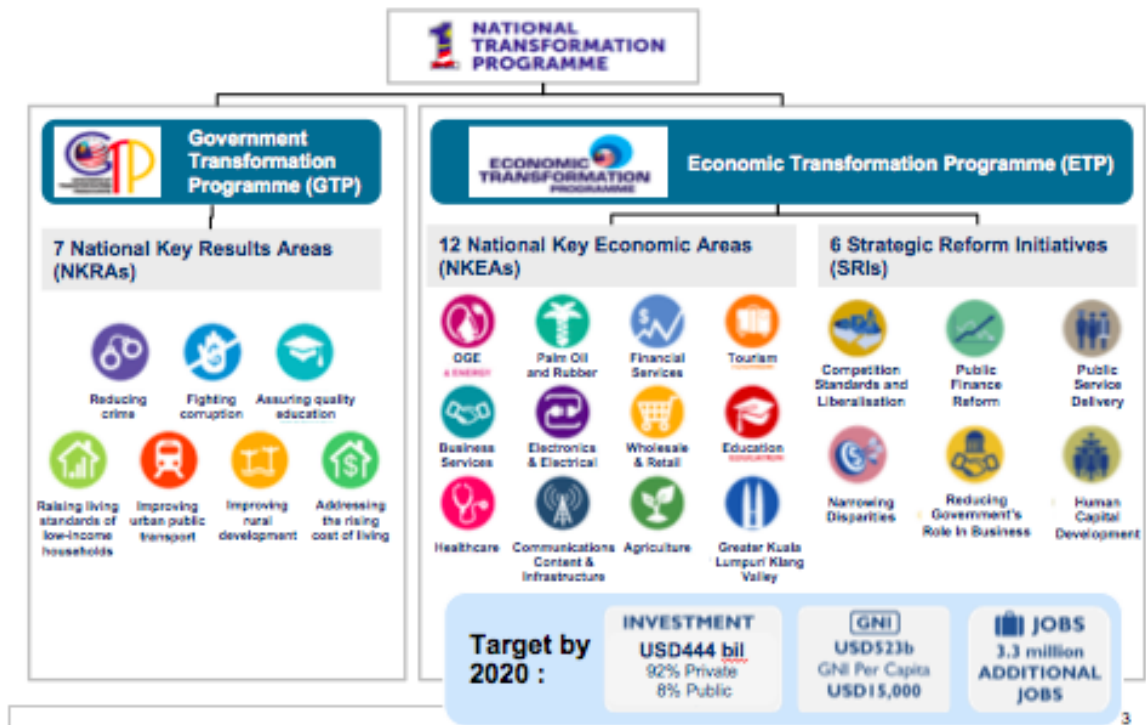 1 NATIONAL
TRANSFORMATION
PROGRAMME
GTP
Government
Transformation
Programme (GTP)
7 National Key Results Areas
(NKRAs)
Reducing
crime
Fighting
corruption
Assuring quality
education
Raising living
standards of
low-income
households
Improving
urban public
transport
Improving
rural
development
Addressing
the rising
cost of living
ECONOMIC
TRANSFORMATION
PROGRAMME
Economic Transformation Programme (ETP)
12 National Key Economic Areas
(NKEAs)
OGE
& ENERGY
Palm Oil
and Rubber
Financial
Services
Tourism
Business
Services
Electronics
& Electrical
Wholesale
& Retail
Education
EDUCATION
Healthcare
Communications
Content &
Infrastructure
Agriculture
Greater Kuala
Lumpur/ Klang
Valley
6 Strategic Reform Initiatives
(SRIs)
Competition
Standards and
Liberalisation
Public
Finance
Reform
Public
Service
Delivery
Narrowing
Disparities
Reducing
Government's
Role In Business
Human
Capital
Development
Target by
2020 :
INVESTMENT
USD444 bil
92% Private
8% Public
GNI
USD523b
GNI Per Capita
USD15,000
JOBS
3.3 million
ADDITIONAL
JOBS
3